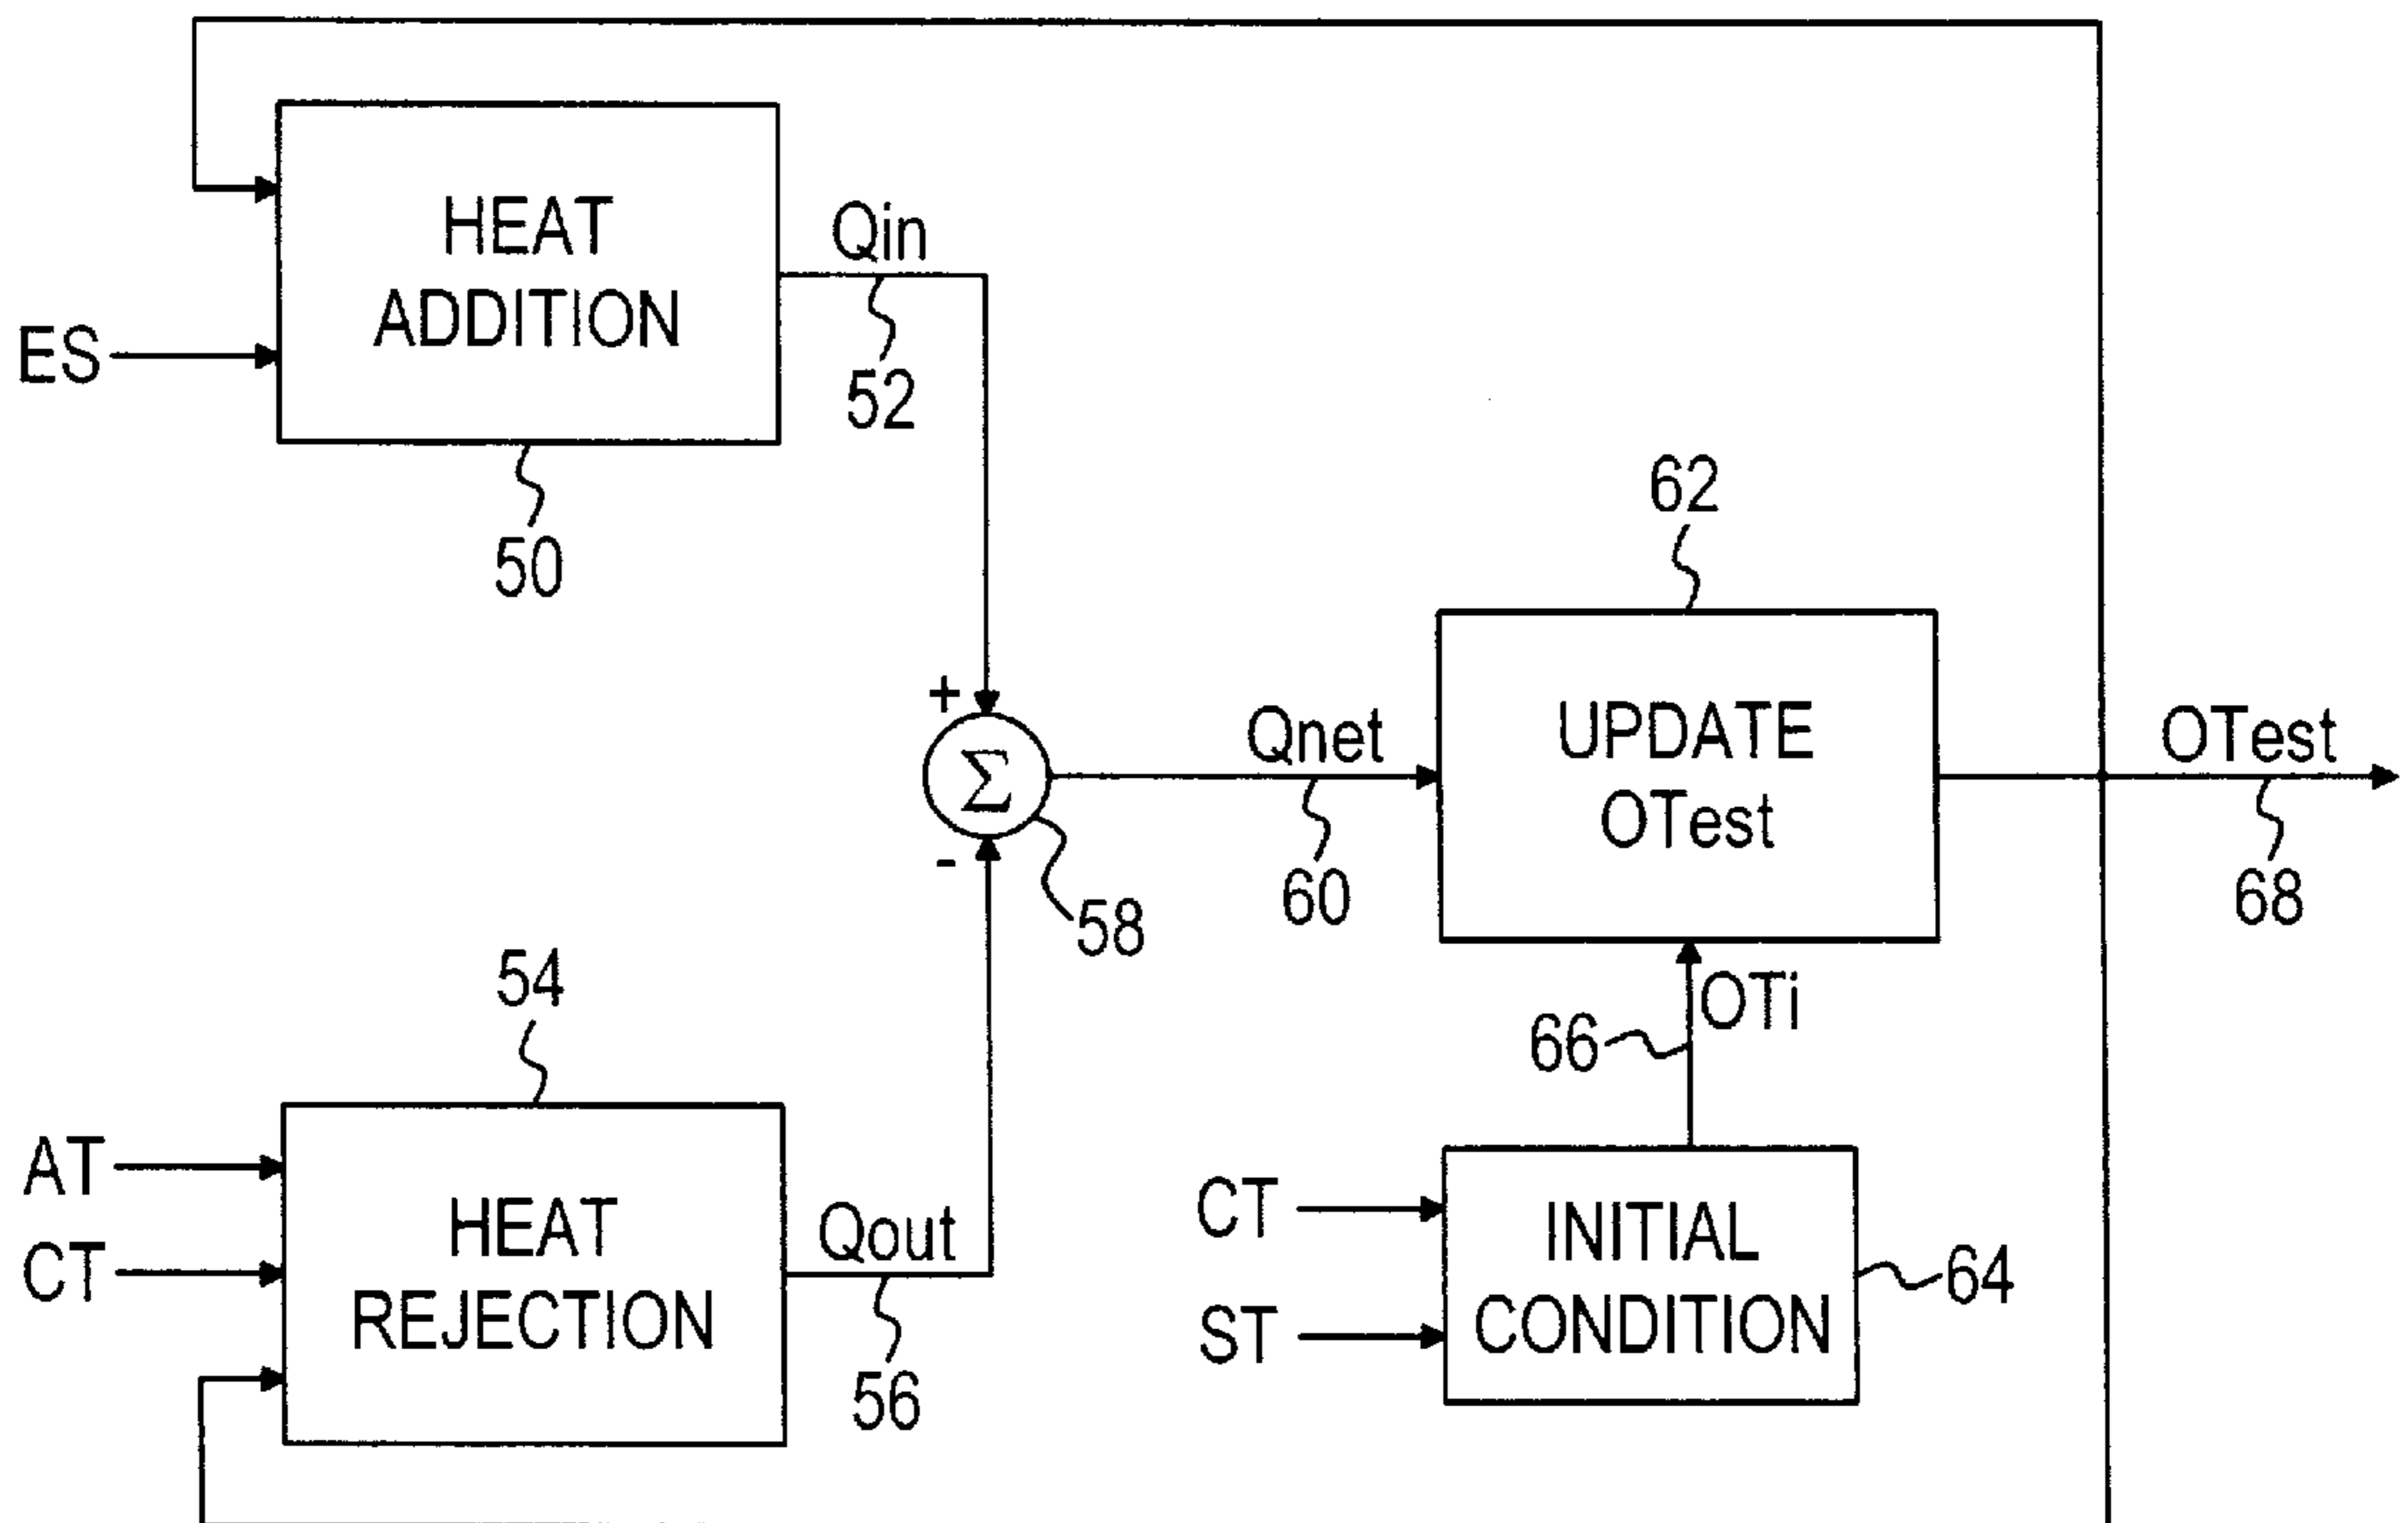 HEAT
ADDITION
ES
Qin
52
50
62
+
Σ
-
58
Qnet
60
UPDATE
OTest
OTest
68
54
AT
CT
HEAT
REJECTION
Qout
56
66
OTi
CT
ST
INITIAL
CONDITION
64